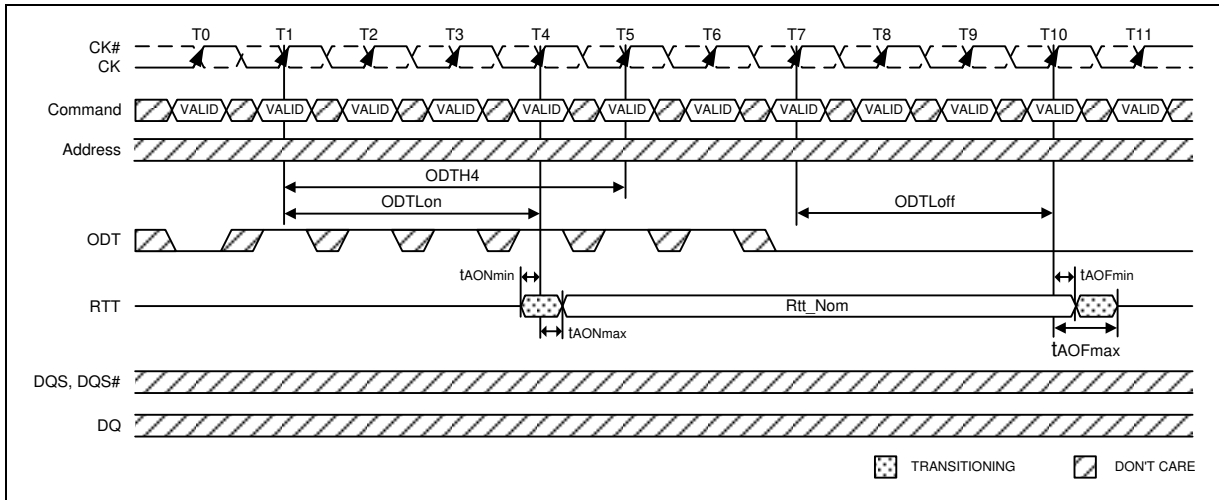 T0 T1 T2 T3 T4 T5 T6 T7 T8 T9 T10 T11
CK#
CK
Command VALID VALID VALID VALID VALID VALID VALID VALID VALID VALID VALID VALID
Address
ODTH4
ODTLon ODTLoff
ODT
tAONmin tAOFmin
RTT Rtt_Nom
tAONmax
tAOFmax
DQS, DQS#
DQ
TRANSITIONING DON'T CARE